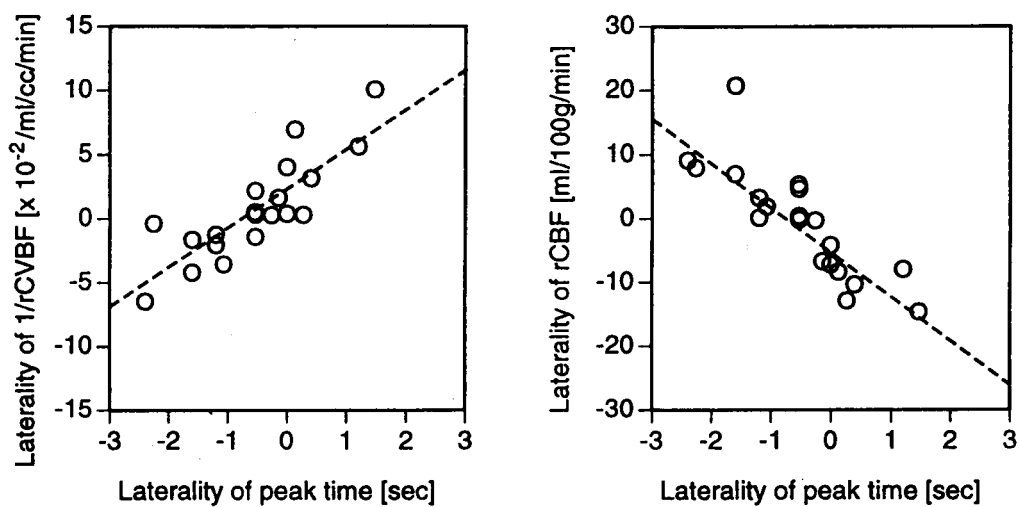 Laterality of 1/rCVBF [x 10-2/ml/cc/min]
15
10
5
0
-5
-10
-15
-3 -2 -1 0 1 2 3
Laterality of peak time [sec]
Laterality of rCBF [ml/100g/min]
30
20
10
0
-10
-20
-30
-3 -2 -1 0 1 2 3
Laterality of peak time [sec]